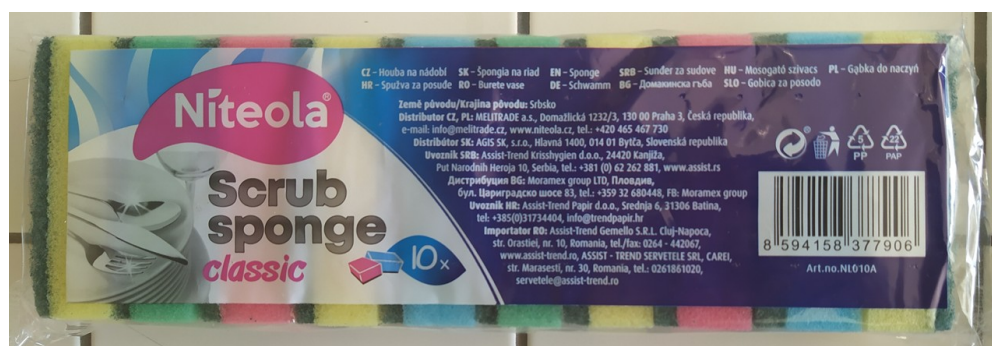 Niteola®
Scrub
sponge
classic
10x
CZ – Houba na nádobí SK – Špongia na riad EN – Sponge SRB – Sunđer za sudove HU – Mosogató szivacs PL – Gąbka do naczyń
HR – Spužva za posuđe RO – Burete vase DE – Schwamm BG – Домакинска гъба SLO – Gobica za posodo
Země původu/Krajina pôvodu: Srbsko
Distributor CZ, PL: MELITRADE a.s., Domažlická 1232/3, 130 00 Praha 3, Česká republika,
e-mail: info@melitrade.cz, www.niteola.cz, tel.: +420 465 467 730
Distribútor SK: AGIS SK, s.r.o., Hlavná 1400, 014 01 Bytča, Slovenská republika
Uvoznik SRB: Assist-Trend Krisshygien d.o.o., 24420 Kanjiža,
Put Narodnih Heroja 10, Serbia, tel.: +381 (0) 62 262 881, www.assist.rs
Дистрибуция BG: Moramex group LTD, Пловдив,
бул. Цариградско шосе 83, tel.: +359 32 680448, FB: Moramex group
Uvoznik HR: Assist-Trend Papir d.o.o., Srednja 6, 31306 Batina,
tel: +385(0)31734404, info@trendpapir.hr
Importator RO: Assist-Trend Gemello S.R.L. Cluj-Napoca,
str. Orastiei, nr. 10, Romania, tel./fax: 0264 - 442067,
www.assist-trend.ro, ASSIST - TREND SERVETELE SRL, CAREI,
str. Marasesti, nr. 30, Romania, tel.: 0261861020,
servetele@assist-trend.ro
5 22
PP PAP
8 594158 377906
Art.no.NL010A